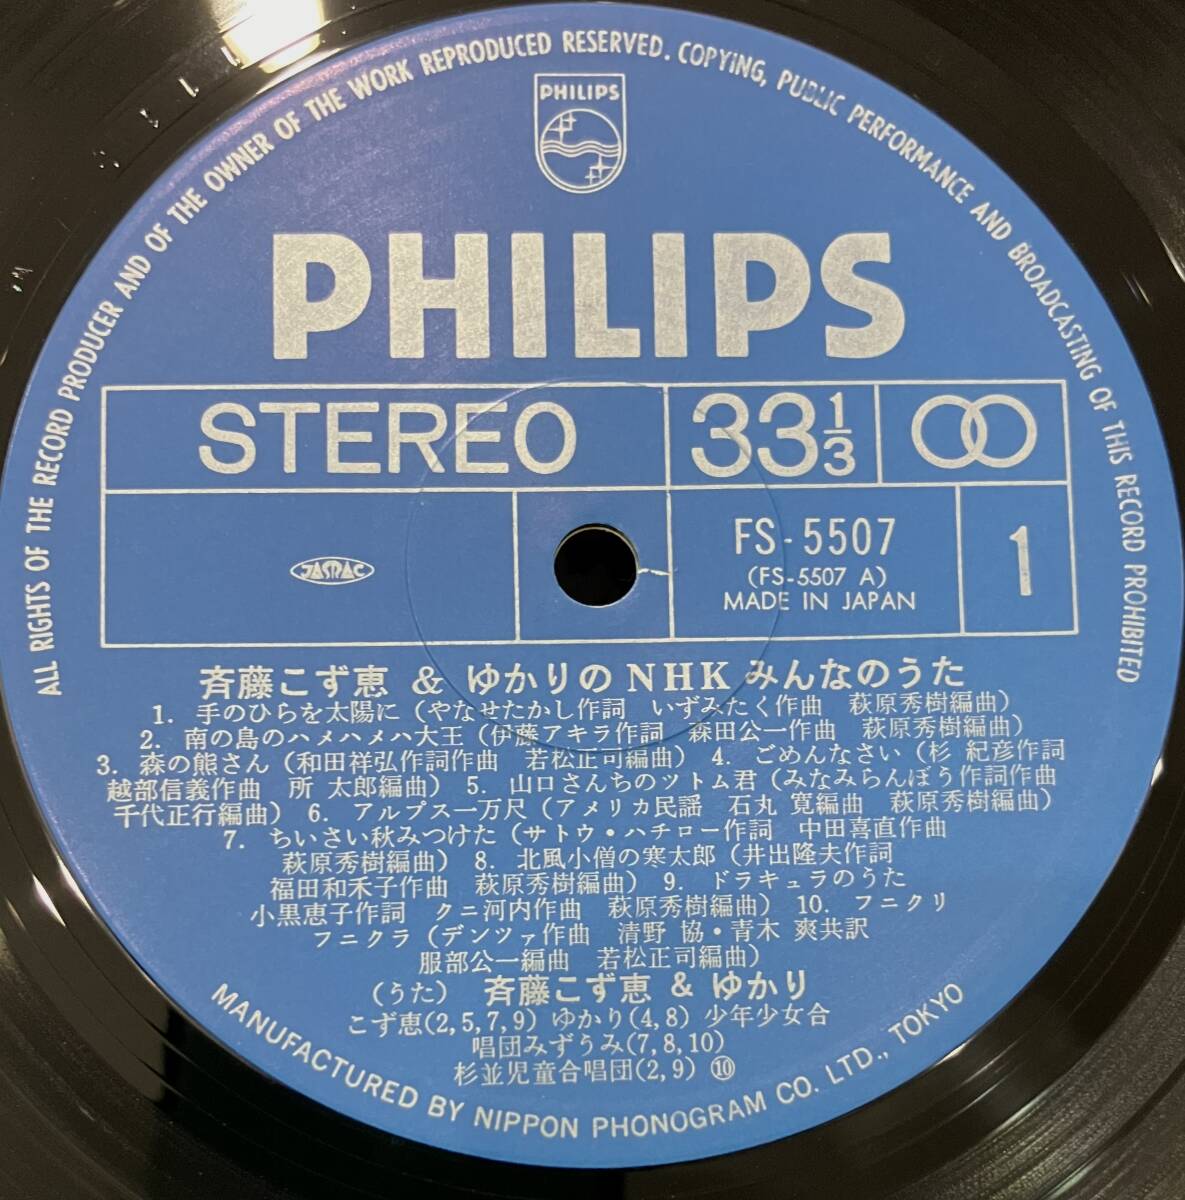 ALL RIGHTS OF THE RECORD PRODUCER AND OF THE OWNER OF THE WORK REPRODUCED RESERVED. COPYING, PUBLIC PERFORMANCE AND BROADCASTING OF THIS RECORD PROHIBITED
PHILIPS
PHILIPS
STEREO
33 1/3
JASRAC
FS-5507
(FS-5507 A)
MADE IN JAPAN
1
斉藤こず恵 & ゆかりのNHKみんなのうた
1. 手のひらを太陽に (やなせたかし作詞 いずみたく作曲 萩原秀樹編曲)
2. 南の島のハメハメハ大王 (伊藤アキラ作詞 森田公一作曲 萩原秀樹編曲)
3. 森の熊さん (和田祥弘作詞作曲 若松正司編曲) 4. ごめんなさい (杉 紀彦作詞
越部信義作曲 所 太郎編曲) 5. 山口さんちのツトム君 (みなみらんぼう作詞作曲
千代正行編曲) 6. アルプス一万尺 (アメリカ民謡 石丸 寛編曲 萩原秀樹編曲)
7. ちいさい秋みつけた (サトウ・ハチロー作詞 中田喜直作曲
萩原秀樹編曲) 8. 北風小僧の寒太郎 (井出隆夫作詞
福田和禾子作曲 萩原秀樹編曲) 9. ドラキュラのうた
小黒恵子作詞 クニ河内作曲 萩原秀樹編曲) 10. フニクリ
フニクラ (デンツァ作曲 清野 協・青木 爽共訳
服部公一編曲 若松正司編曲)
(うた) 斉藤こず恵 & ゆかり
こず恵(2,5,7,9) ゆかり(4,8) 少年少女合
唱団みずうみ(7,8,10)
杉並児童合唱団(2,9) ⑩
MANUFACTURED BY NIPPON PHONOGRAM CO. LTD., TOKYO